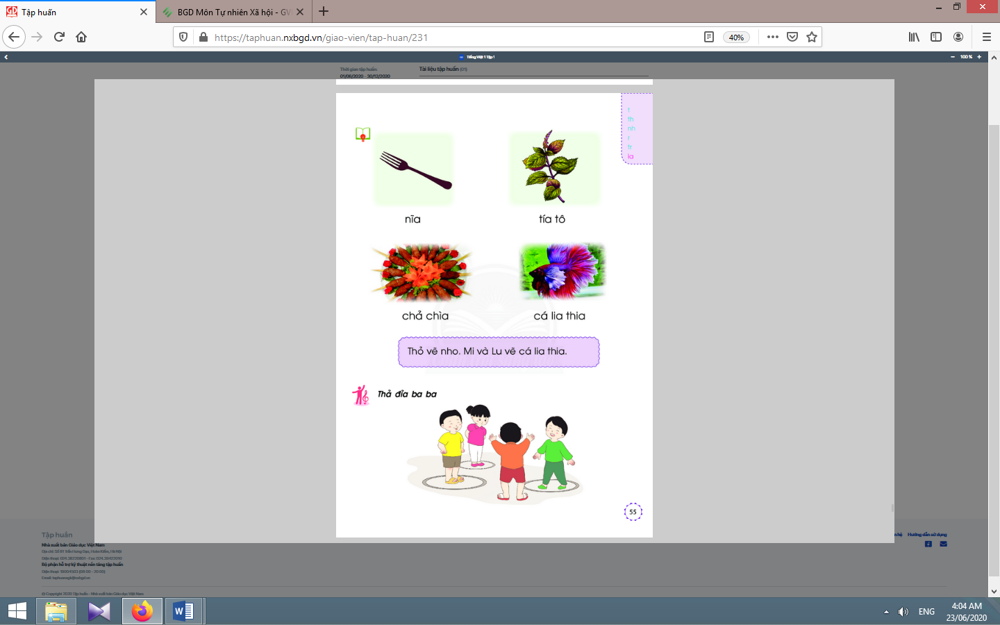 Tập huấn
BGD Môn Tự nhiên Xã hội - GV
https://taphuan.nxbgd.vn/giao-vien/tap-huan/231
40%
Tiếng Việt 1 Tập 1
100 %
Thời gian tập huấn:
01/06/2020 - 30/12/2020
Tài liệu tập huấn (01)
t
th
nh
r
tr
ia
nĩa
tía tô
chả chìa
cá lia thia
Thỏ vẽ nho. Mi và Lu vẽ cá lia thia.
Thả đỉa ba ba
55
Tập huấn
Nhà xuất bản Giáo dục Việt Nam
Bộ phận hỗ trợ kỹ thuật nền tảng tập huấn
Hướng dẫn sử dụng
© Copyright 2020 Tập huấn - Nhà xuất bản Giáo dục Việt Nam
ENG
4:04 AM
23/06/2020